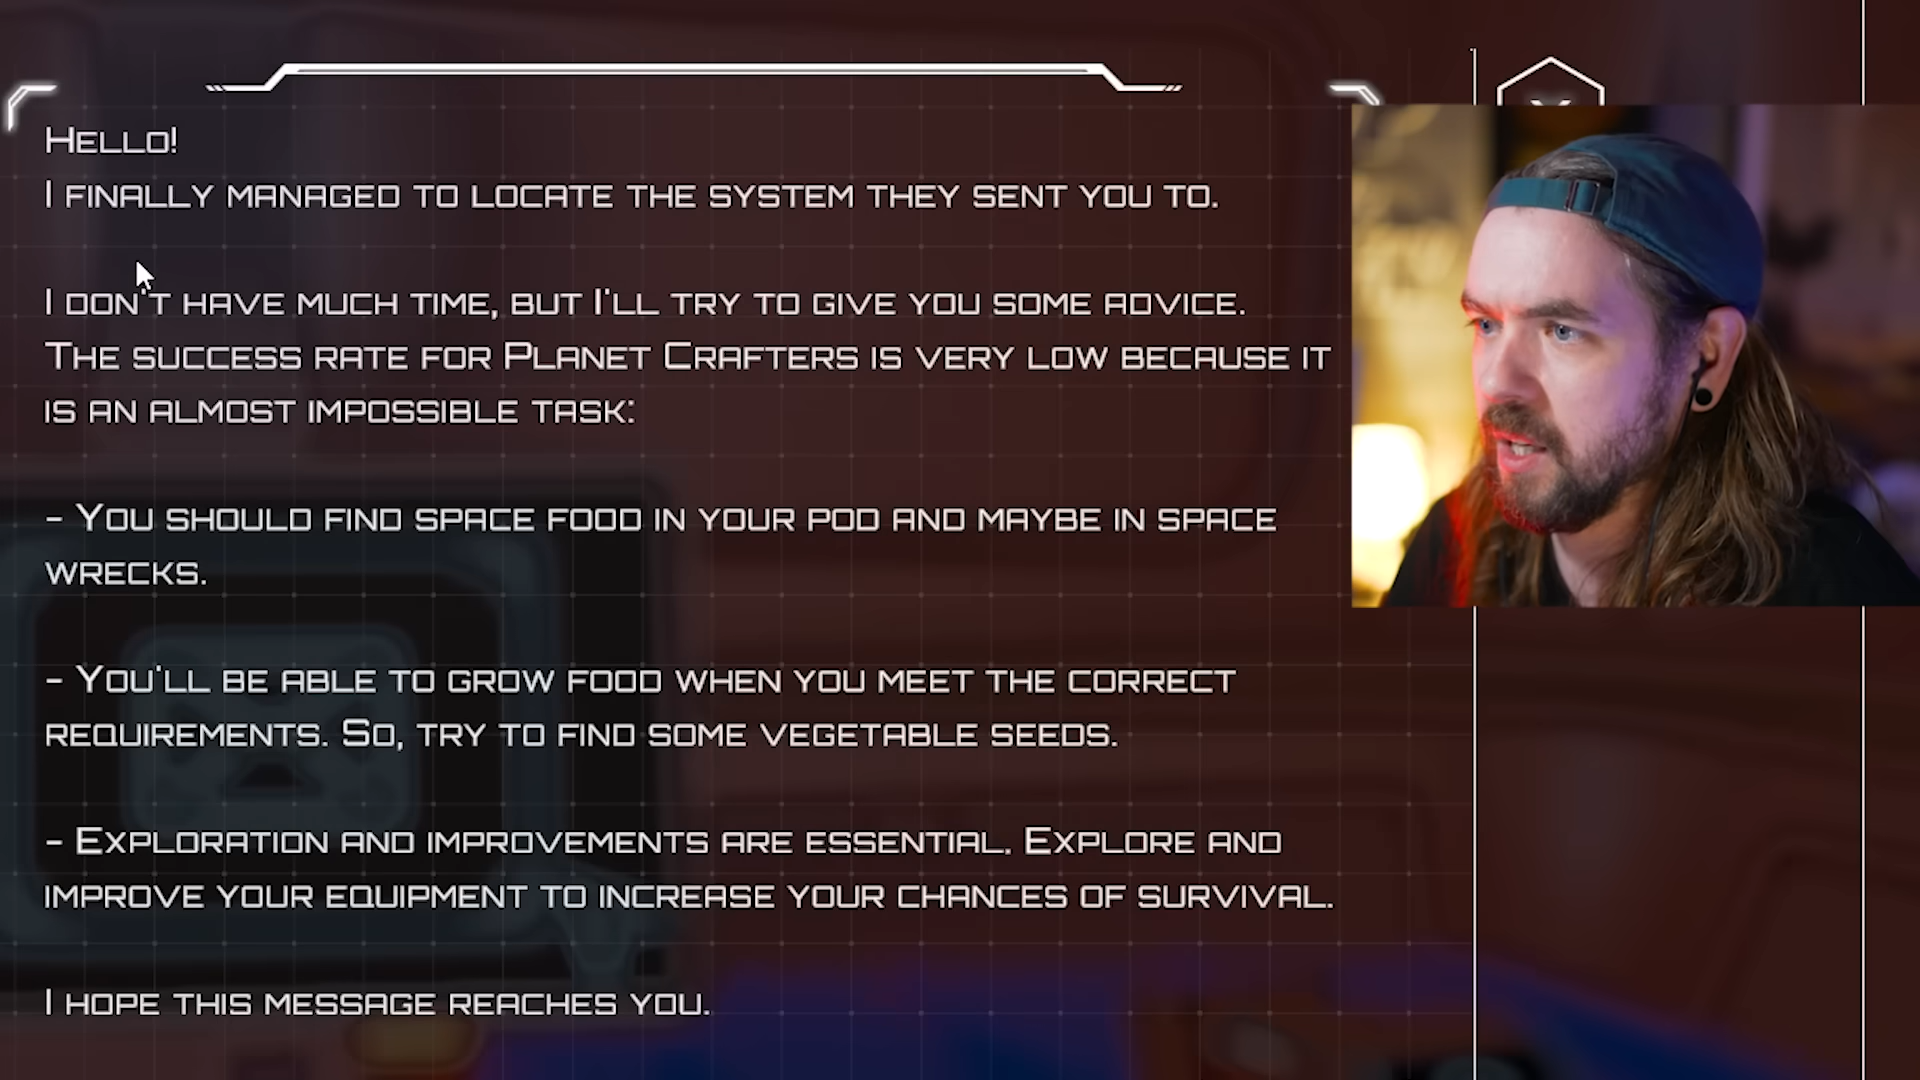 Hello!
I finally managed to locate the system they sent you to.
I don't have much time, but I'll try to give you some advice.
The success rate for Planet Crafters is very low because it
is an almost impossible task:
- You should find space food in your pod and maybe in space
wrecks.
- You'll be able to grow food when you meet the correct
requirements. So, try to find some vegetable seeds.
- Exploration and improvements are essential. Explore and
improve your equipment to increase your chances of survival.
I hope this message reaches you.